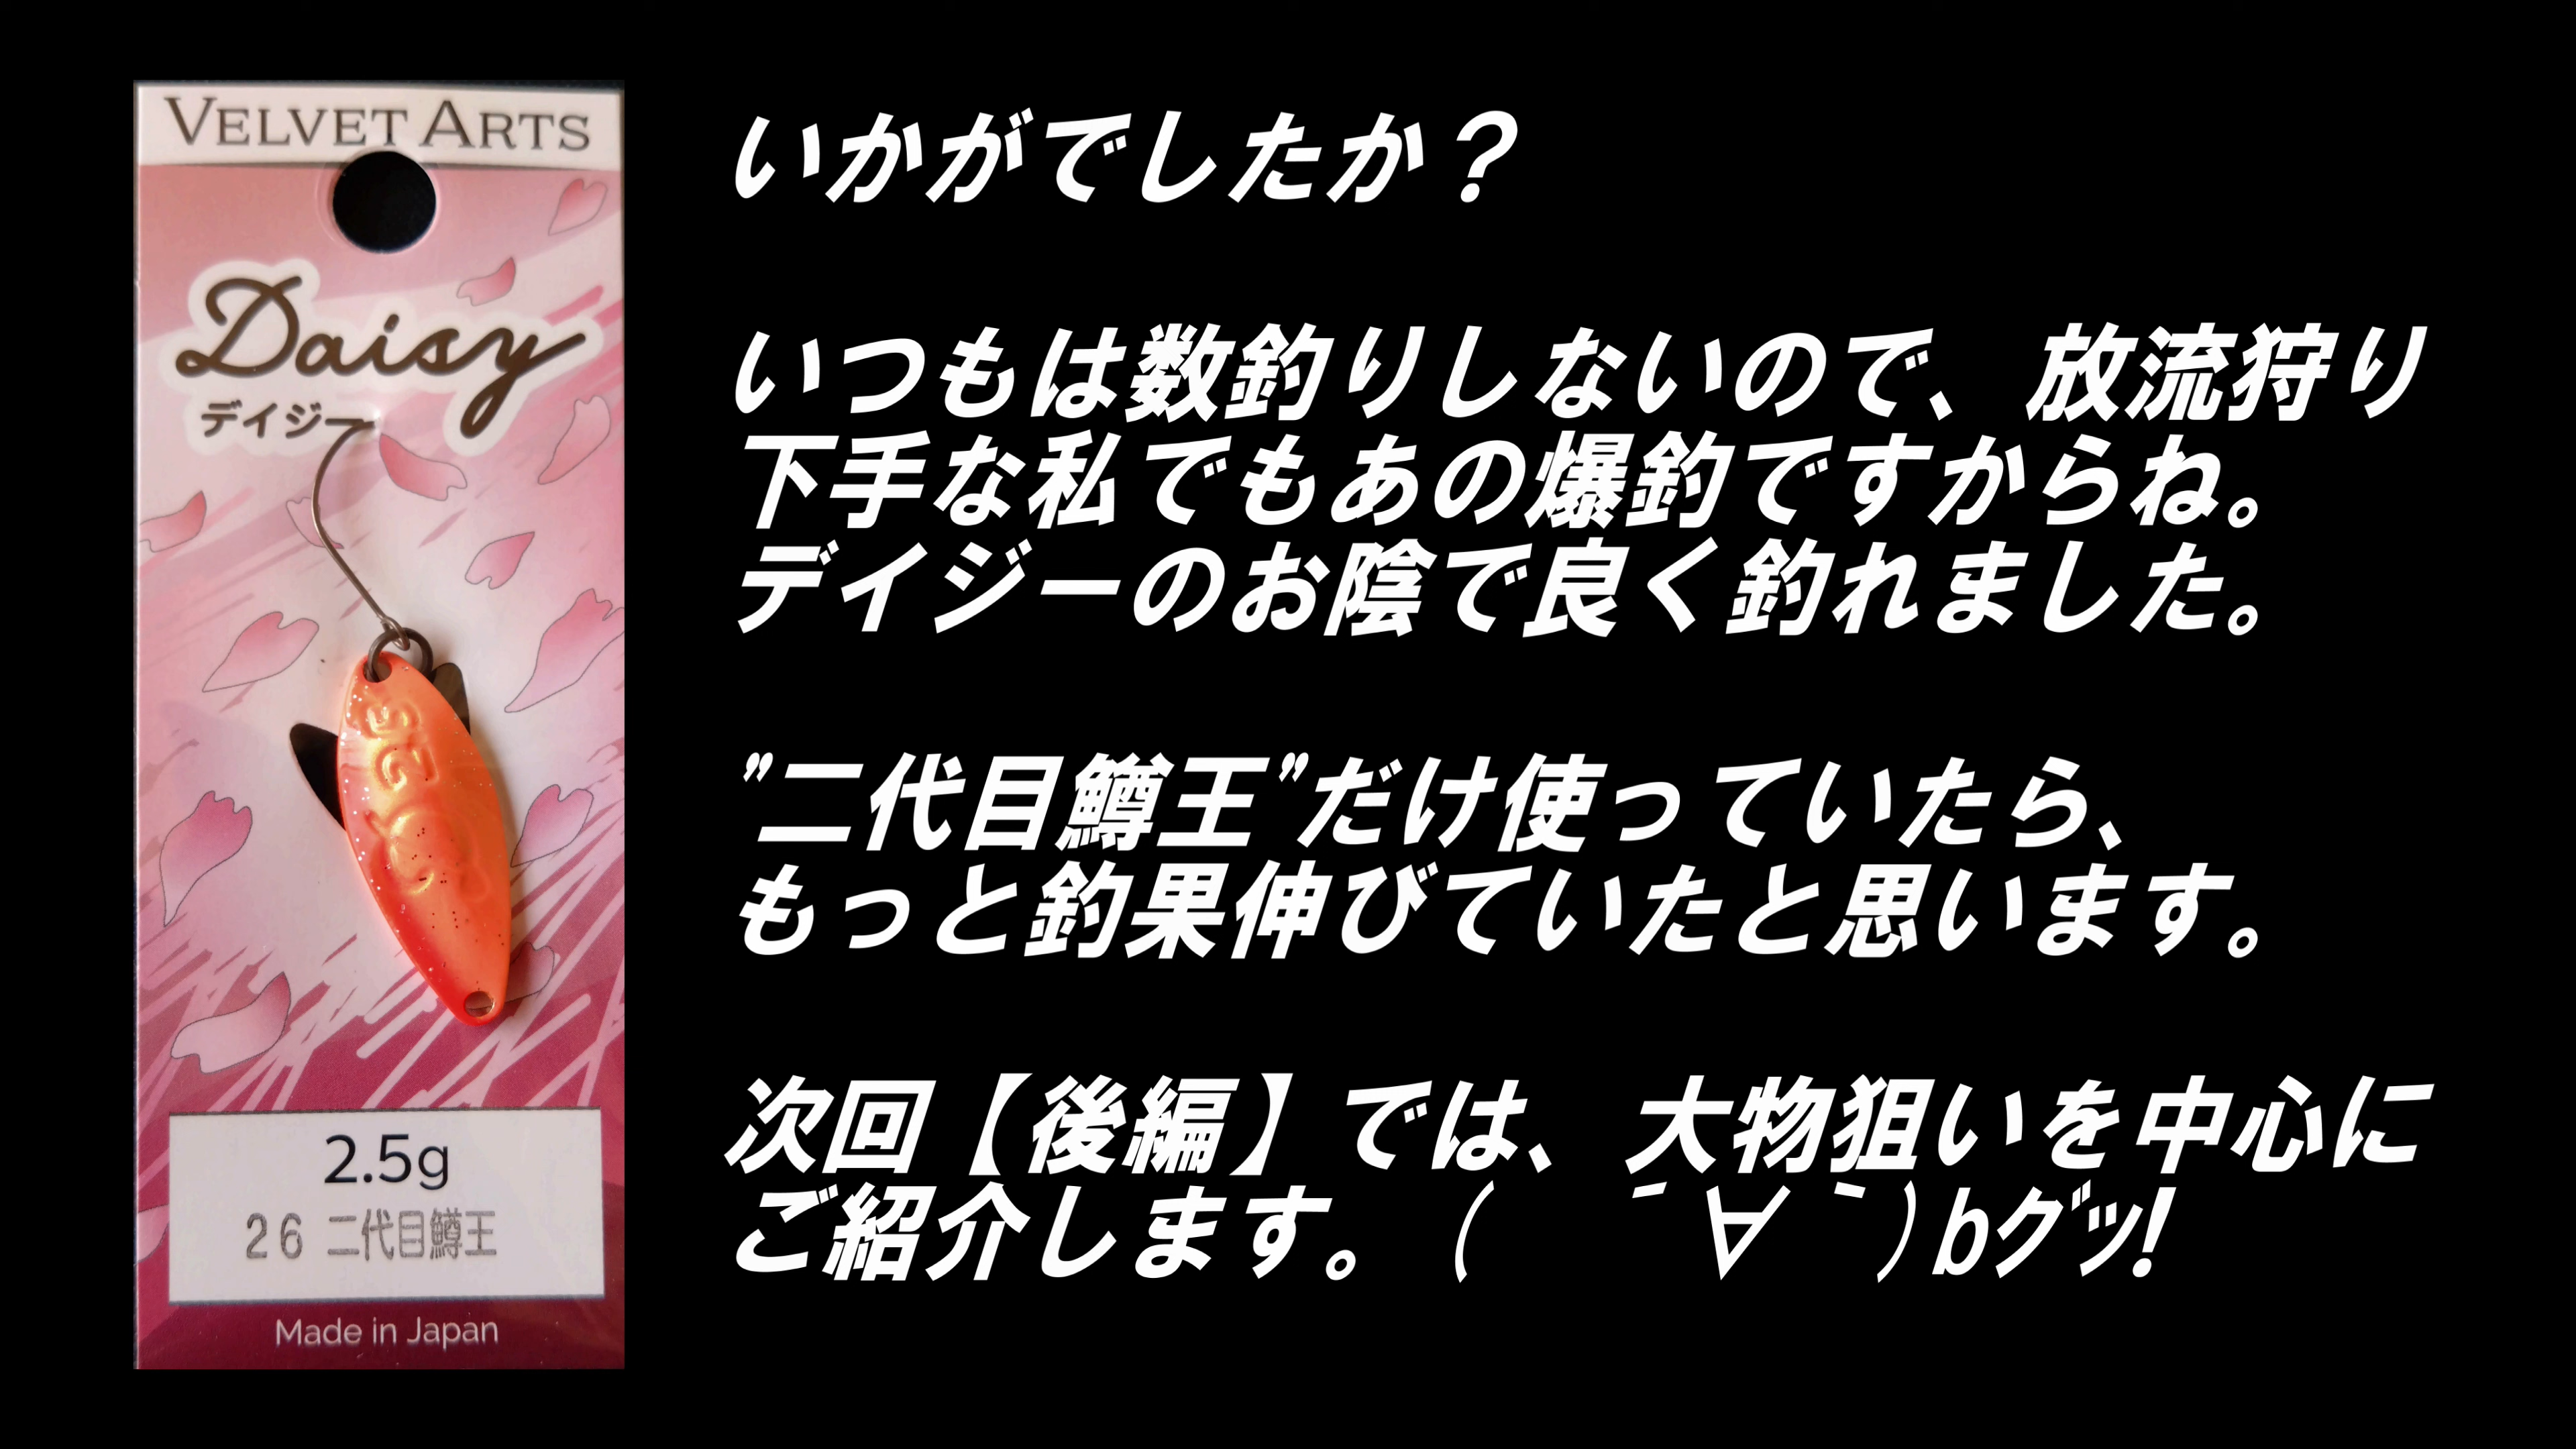 VELVET ARTS
Daisy
デイジー
2.5g
26 二代目鱒王
Made in Japan
いかがでしたか？
いつもは数釣りしないので、放流狩り
下手な私でもあの爆釣ですからね。
デイジーのお陰で良く釣れました。
"二代目鱒王"だけ使っていたら、
もっと釣果伸びていたと思います。
次回【後編】では、大物狙いを中心に
ご紹介します。(　´∀｀)bｸﾞｯ!